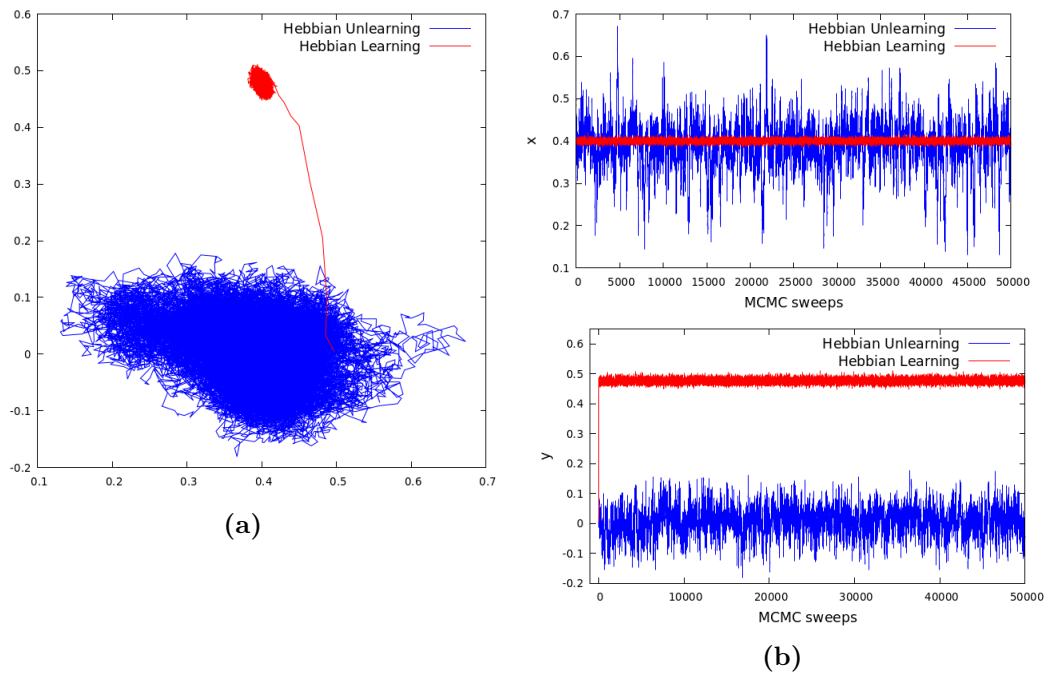 0.6
0.5
0.4
0.3
0.2
0.1
0
-0.1
-0.2
0.1 0.2 0.3 0.4 0.5 0.6 0.7
Hebbian Unlearning
Hebbian Learning
(a)
0.7
0.6
0.5
0.4
0.3
0.2
0.1
x
0 5000 10000 15000 20000 25000 30000 35000 40000 45000 50000
MCMC sweeps
Hebbian Unlearning
Hebbian Learning
0.6
0.5
0.4
0.3
0.2
0.1
0
-0.1
-0.2
y
0 10000 20000 30000 40000 50000
MCMC sweeps
Hebbian Unlearning
Hebbian Learning
(b)